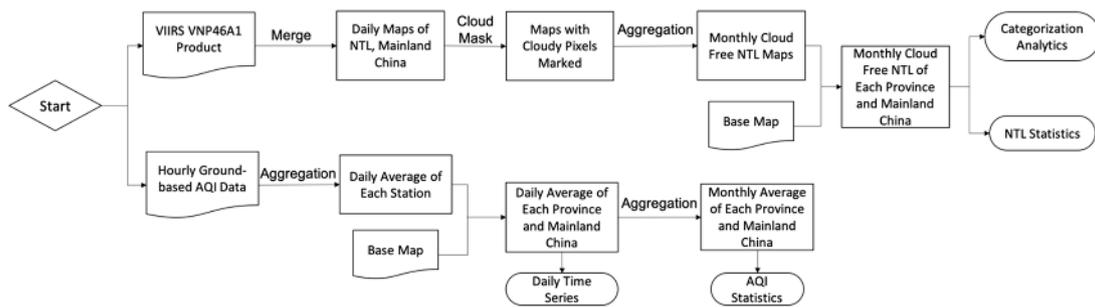 Start
VIIRS VNP46A1
Product
Merge
Daily Maps of
NTL, Mainland
China
Cloud
Mask
Maps with
Cloudy Pixels
Marked
Aggregation
Monthly Cloud
Free NTL Maps
Base Map
Monthly Cloud
Free NTL of
Each Province
and Mainland
China
Categorization
Analytics
NTL Statistics
Hourly Ground-
based AQI Data
Aggregation
Daily Average of
Each Station
Base Map
Daily Average of
Each Province
and Mainland
China
Aggregation
Monthly Average
of Each Province
and Mainland
China
Daily Time
Series
AQI
Statistics